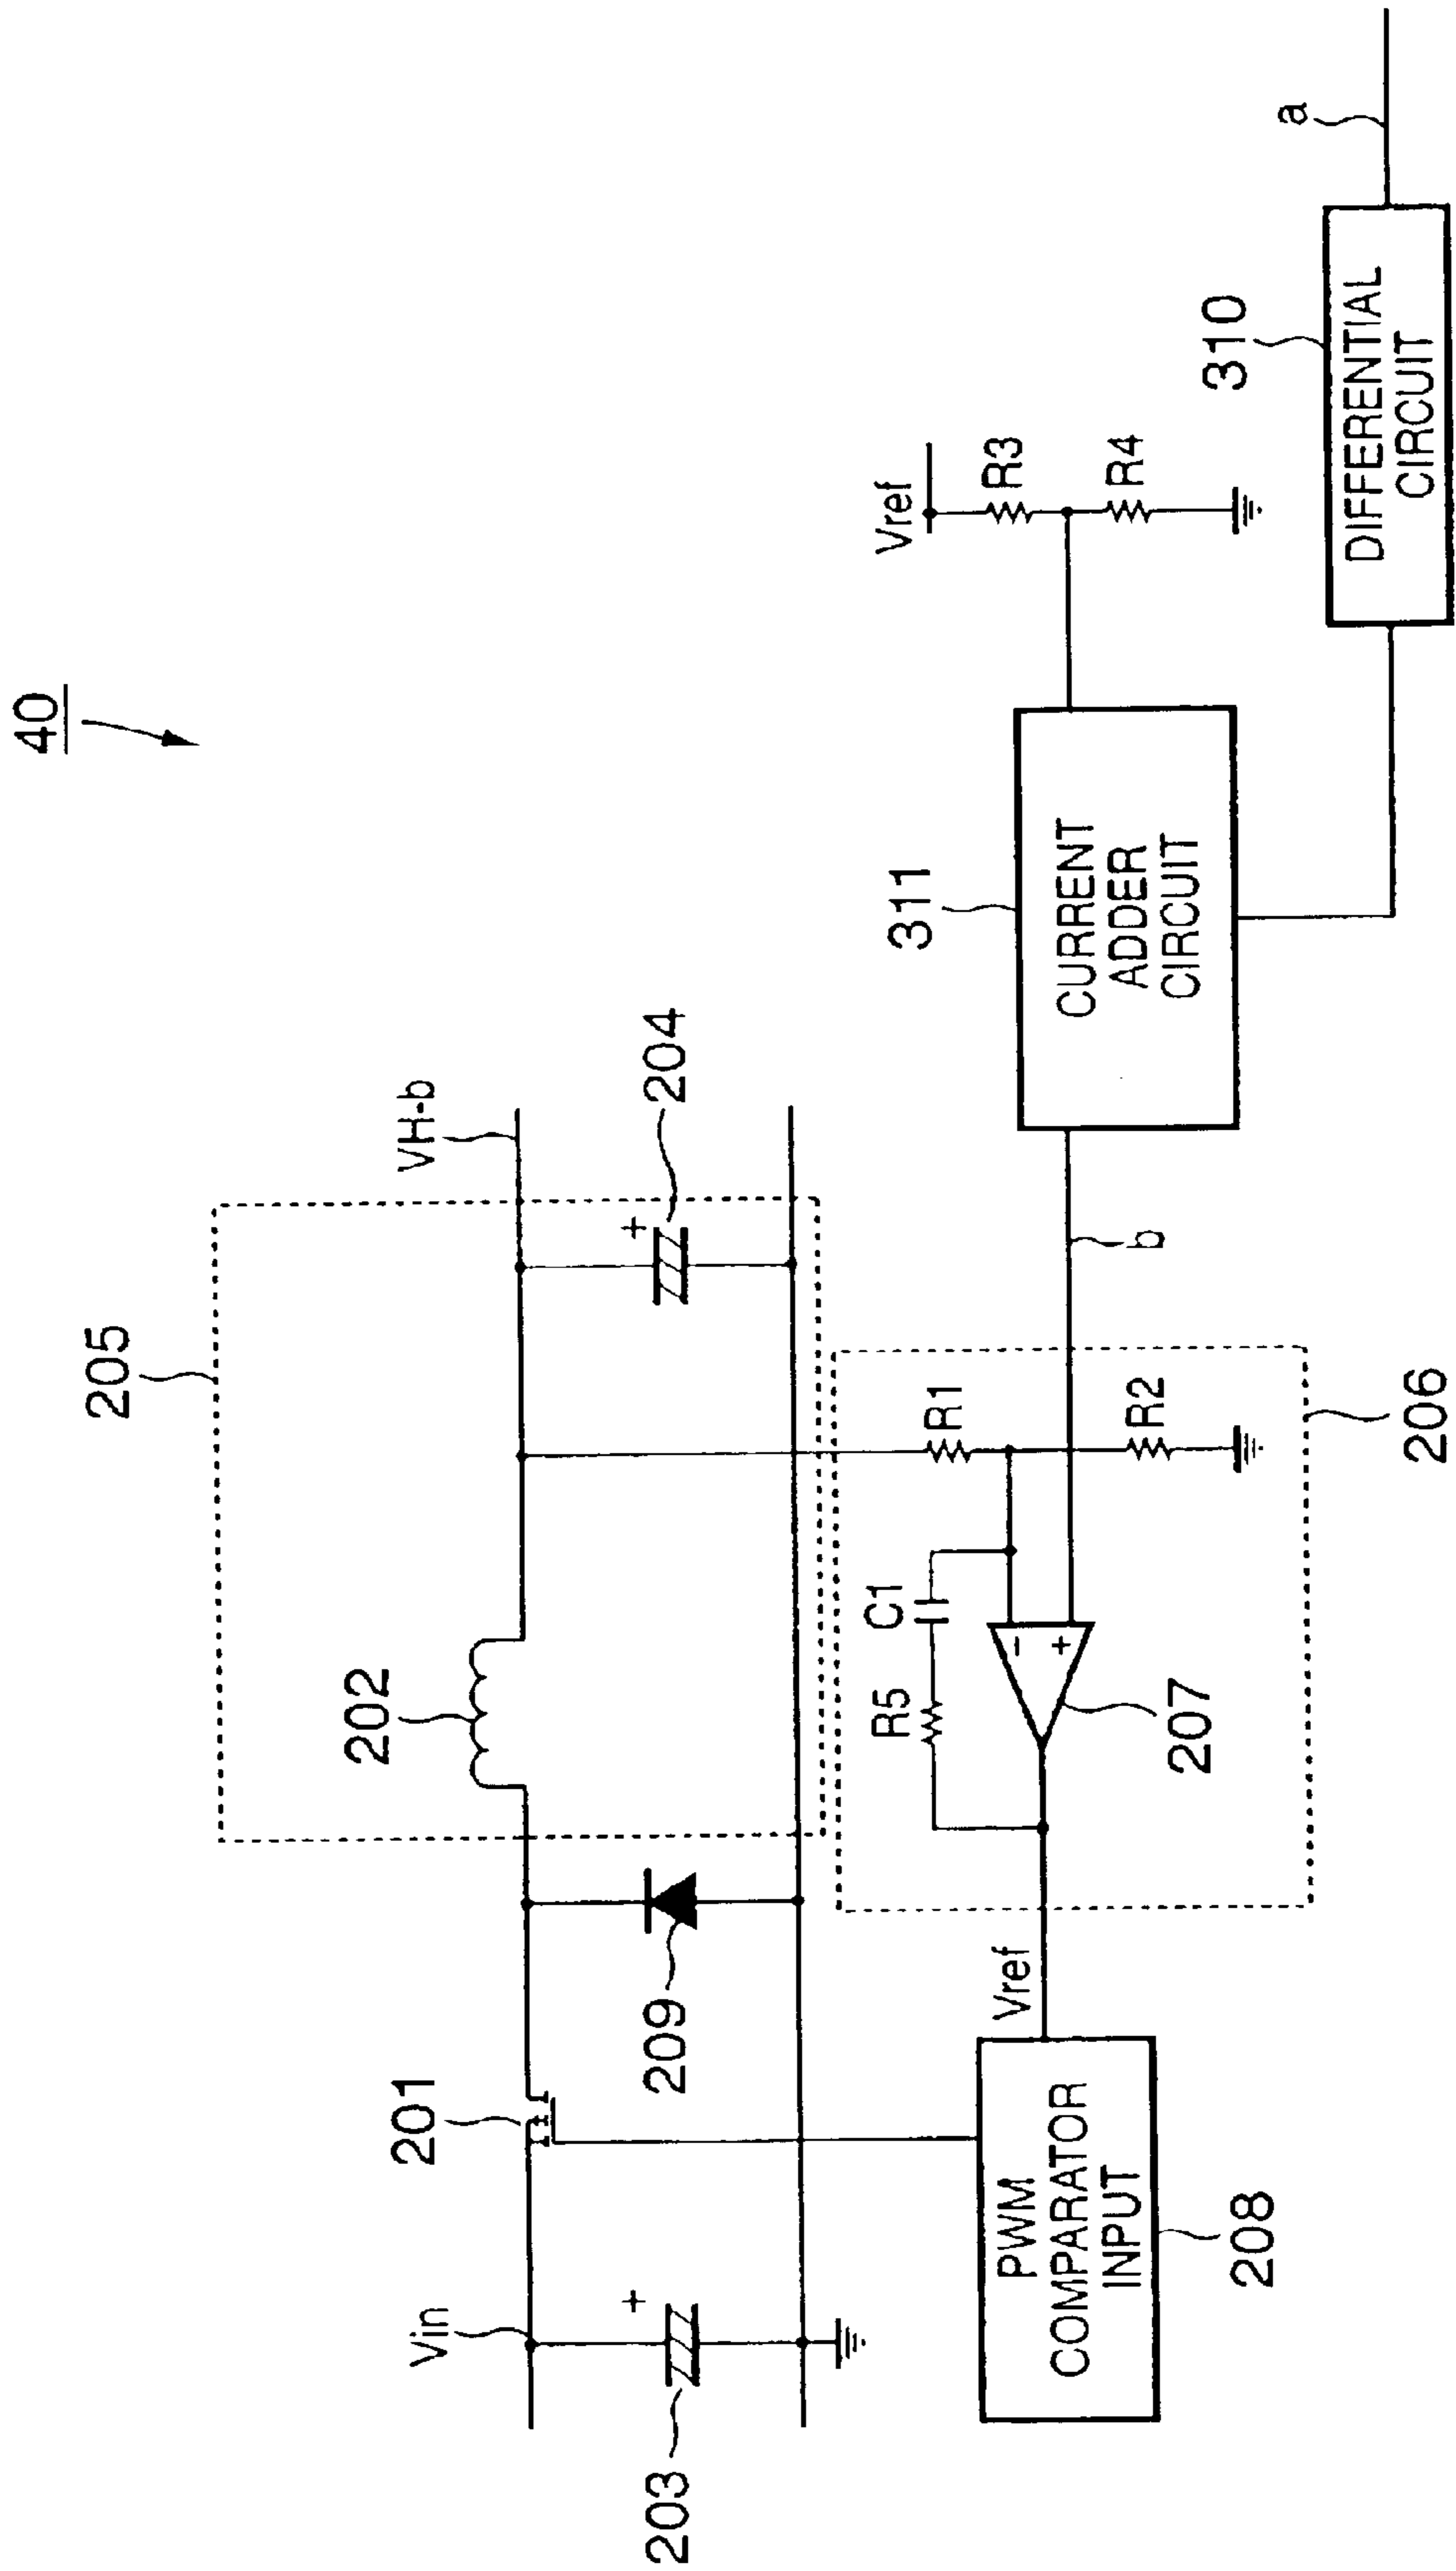 40
205
202
VH-b
204
201
209
Vin
203
+
+
206
R1
R2
C1
R5
-
+
207
b
Vref
PWM
COMPARATOR
INPUT
208
311
CURRENT
ADDER
CIRCUIT
Vref
R3
R4
310
DIFFERENTIAL
CIRCUIT
a